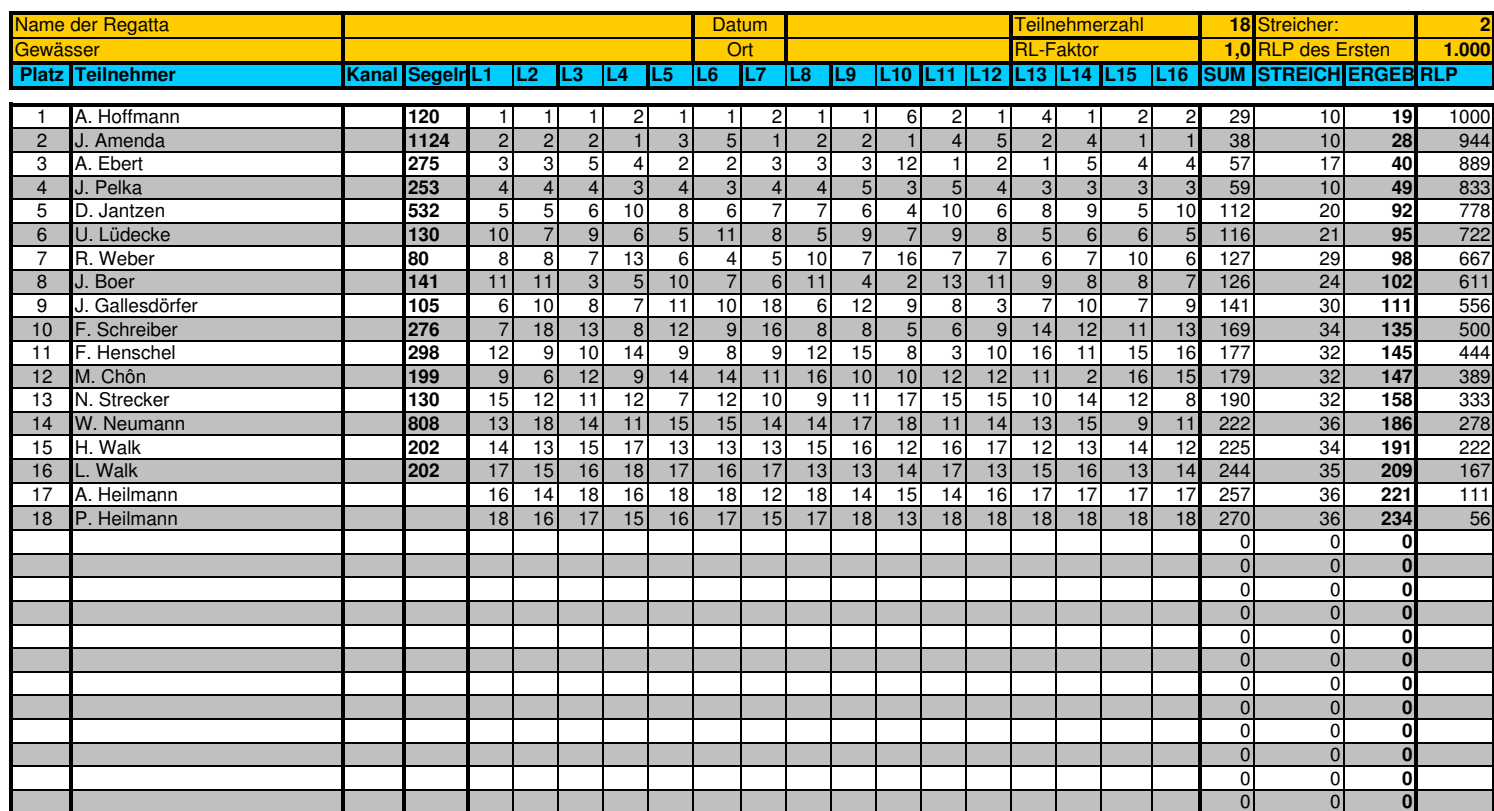 Name der Regatta Datum Teilnehmerzahl 18 Streicher: 2
Gewässer Ort RL-Faktor 1,0 RLP des Ersten 1.000
Platz Teilnehmer Kanal Segelnr L1 L2 L3 L4 L5 L6 L7 L8 L9 L10 L11 L12 L13 L14 L15 L16 SUM STREICH ERGEB RLP
1 A. Hoffmann 120 1 1 1 2 1 1 2 1 1 6 2 1 4 1 2 2 29 10 19 1000
2 J. Amenda 1124 2 2 2 1 3 5 1 2 2 1 4 5 2 4 1 1 38 10 28 944
3 A. Ebert 275 3 3 5 4 2 2 3 3 3 12 1 2 1 5 4 4 57 17 40 889
4 J. Pelka 253 4 4 4 3 4 3 4 4 5 3 5 4 3 3 3 3 59 10 49 833
5 D. Jantzen 532 5 5 6 10 8 6 7 7 6 4 10 6 8 9 5 10 112 20 92 778
6 U. Lüdecke 130 10 7 9 6 5 11 8 5 9 7 9 8 5 6 6 5 116 21 95 722
7 R. Weber 80 8 8 7 13 6 4 5 10 7 16 7 7 6 7 10 6 127 29 98 667
8 J. Boer 141 11 11 3 5 10 7 6 11 4 2 13 11 9 8 8 7 126 24 102 611
9 J. Gallesdörfer 105 6 10 8 7 11 10 18 6 12 9 8 3 7 10 7 9 141 30 111 556
10 F. Schreiber 276 7 18 13 8 12 9 16 8 8 5 6 9 14 12 11 13 169 34 135 500
11 F. Henschel 298 12 9 10 14 9 8 9 12 15 8 3 10 16 11 15 16 177 32 145 444
12 M. Chôn 199 9 6 12 9 14 14 11 16 10 10 12 12 11 2 16 15 179 32 147 389
13 N. Strecker 130 15 12 11 12 7 12 10 9 11 17 15 15 10 14 12 8 190 32 158 333
14 W. Neumann 808 13 18 14 11 15 15 14 14 17 18 11 14 13 15 9 11 222 36 186 278
15 H. Walk 202 14 13 15 17 13 13 13 15 16 12 16 17 12 13 14 12 225 34 191 222
16 L. Walk 202 17 15 16 18 17 16 17 13 13 14 17 13 15 16 13 14 244 35 209 167
17 A. Heilmann 16 14 18 16 18 18 12 18 14 15 14 16 17 17 17 17 257 36 221 111
18 P. Heilmann 18 16 17 15 16 17 15 17 18 13 18 18 18 18 18 18 270 36 234 56
0 0 0
0 0 0
0 0 0
0 0 0
0 0 0
0 0 0
0 0 0
0 0 0
0 0 0
0 0 0
0 0 0
0 0 0